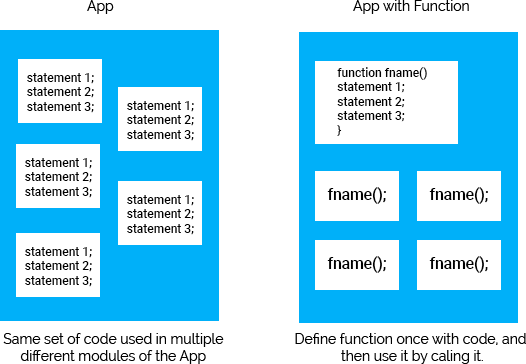 App
statement 1;
statement 2;
statement 3;
statement 1;
statement 2;
statement 3;
statement 1;
statement 2;
statement 3;
statement 1;
statement 2;
statement 3;
statement 1;
statement 2;
statement 3;
Same set of code used in multiple
different modules of the App
App with Function
function fname()
statement 1;
statement 2;
statement 3;
}
fname();
fname();
fname();
fname();
Define function once with code, and
then use it by caling it.